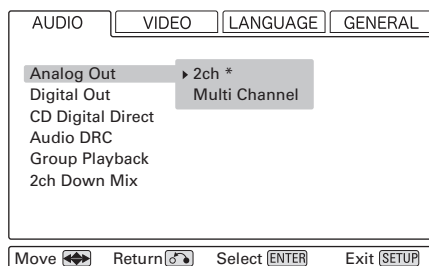 AUDIO VIDEO LANGUAGE GENERAL
Analog Out 2ch *
Digital Out Multi Channel
CD Digital Direct
Audio DRC
Group Playback
2ch Down Mix
Move Return Select ENTER Exit SETUP